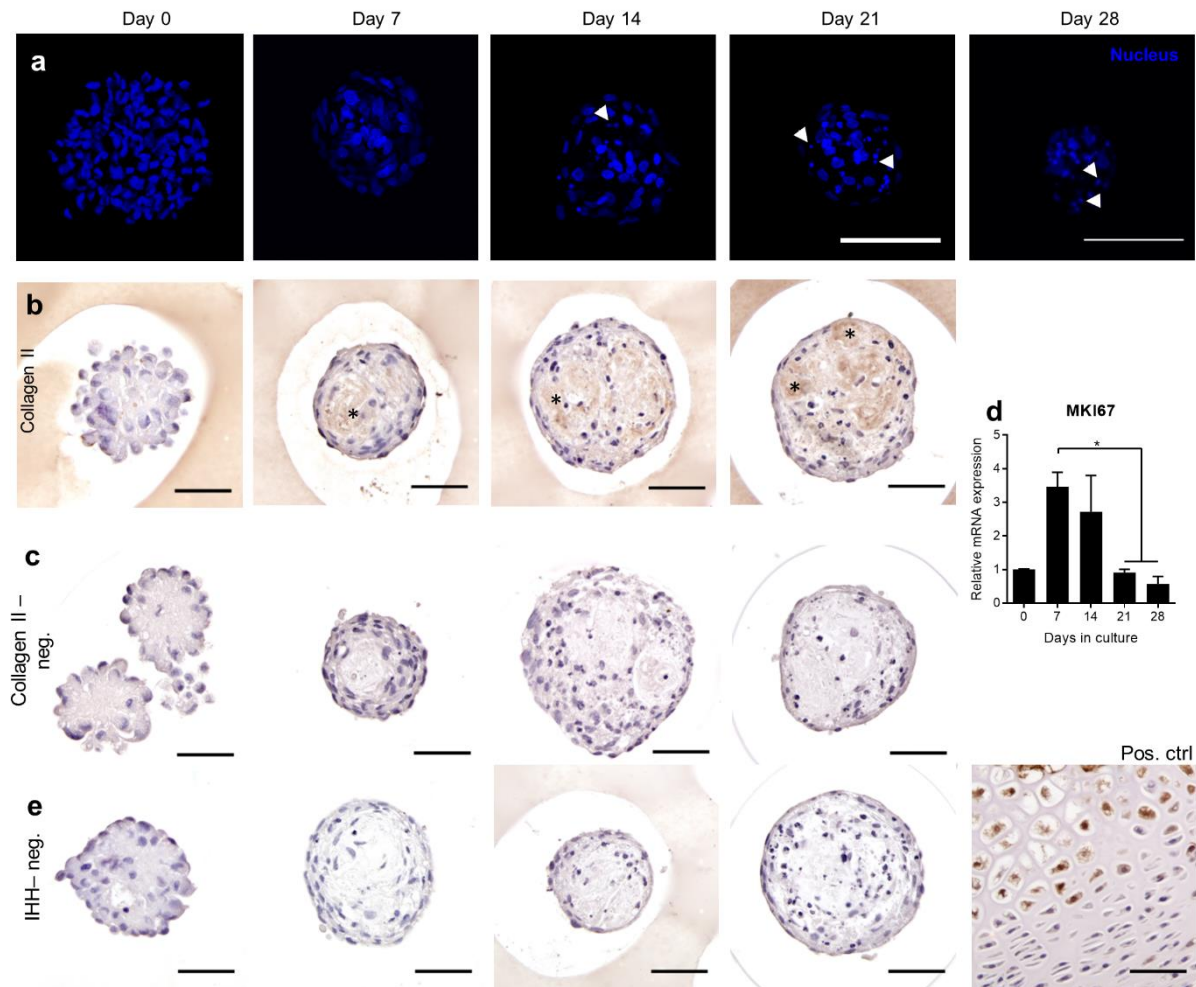 Day 0 Day 7 Day 14 Day 21 Day 28
a
Nucleus
b
Collagen II
*
*
*
*
d
MKI67
Relative mRNA expression
5
4
3
2
1
0
*
0 7 14 21 28
Days in culture
c
Collagen II –
neg.
Pos. ctrl
e
IHH– neg.